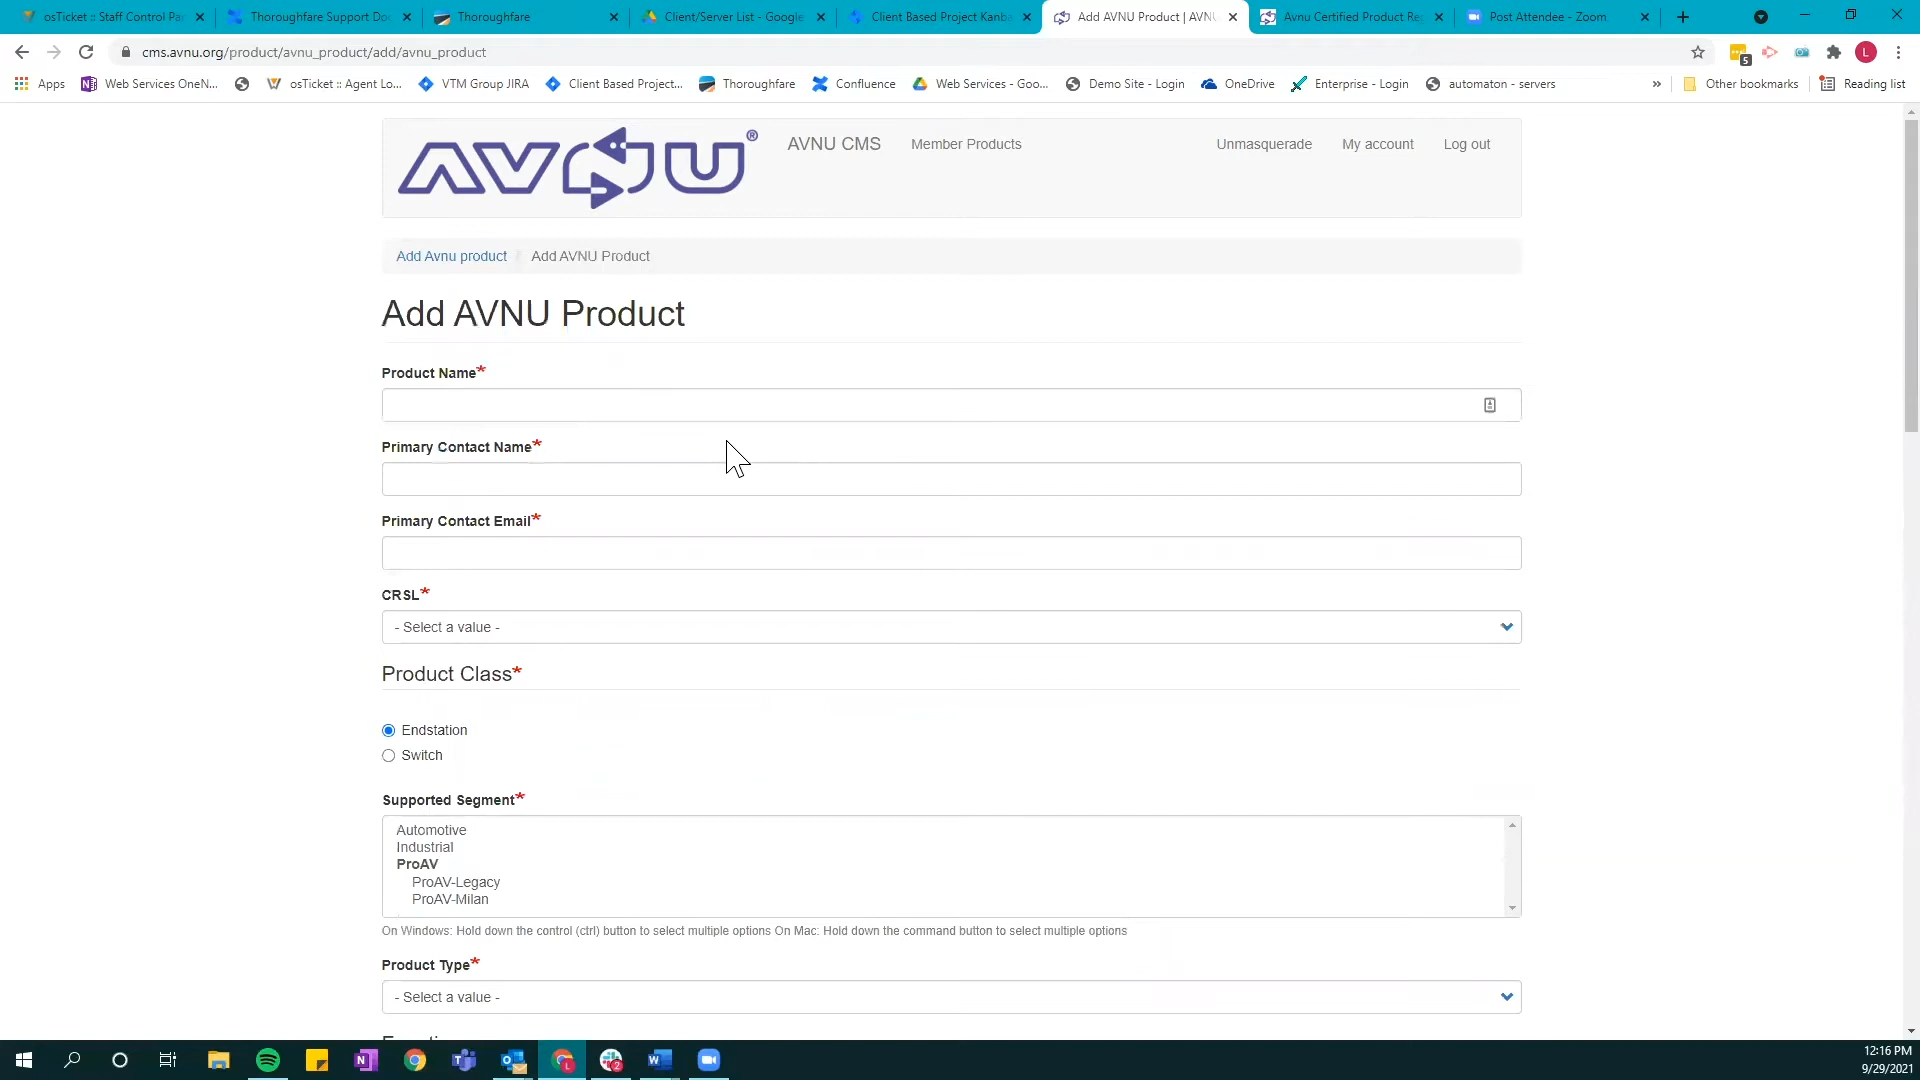 osTicket :: Staff Control Pa
Thoroughfare Support Do
Thoroughfare
Client/Server List - Google
Client Based Project Kanba
Add AVNU Product | AVNU
Avnu Certified Product Re
Post Attendee - Zoom
cms.avnu.org/product/avnu_product/add/avnu_product
5
L
Apps
Web Services OneN...
osTicket :: Agent Lo...
VTM Group JIRA
Client Based Project...
Thoroughfare
Confluence
Web Services - Goo...
Demo Site - Login
OneDrive
Enterprise - Login
automaton - servers
»
Other bookmarks
Reading list
AVNU®
AVNU CMS
Member Products
Unmasquerade
My account
Log out
Add Avnu product / Add AVNU Product
Add AVNU Product
Product Name*
Primary Contact Name*
Primary Contact Email*
CRSL*
- Select a value -
Product Class*
Endstation
Switch
Supported Segment*
Automotive
Industrial
ProAV
ProAV-Legacy
ProAV-Milan
On Windows: Hold down the control (ctrl) button to select multiple options On Mac: Hold down the command button to select multiple options
Product Type*
- Select a value -
12:16 PM
9/29/2021